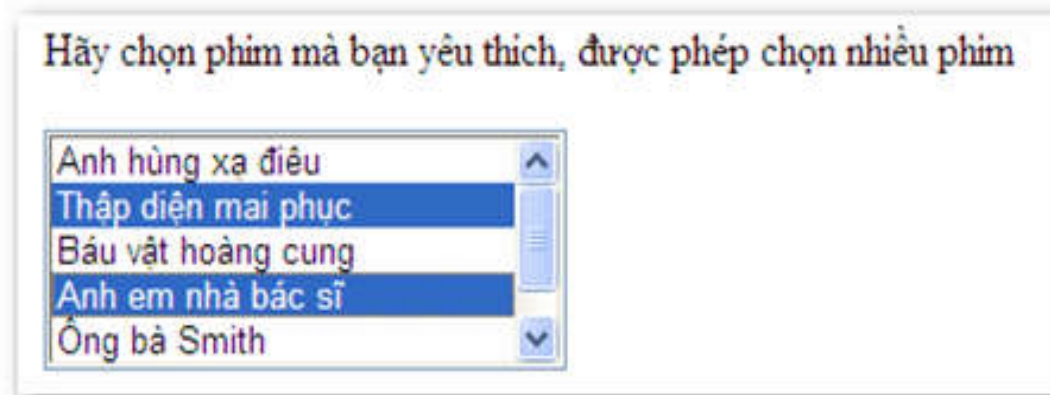 Hãy chọn phim mà bạn yêu thich, được phép chọn nhiều phim
Anh hùng xạ điêu
Thập diện mai phục
Báu vật hoàng cung
Anh em nhà bác sĩ
Ông bà Smith